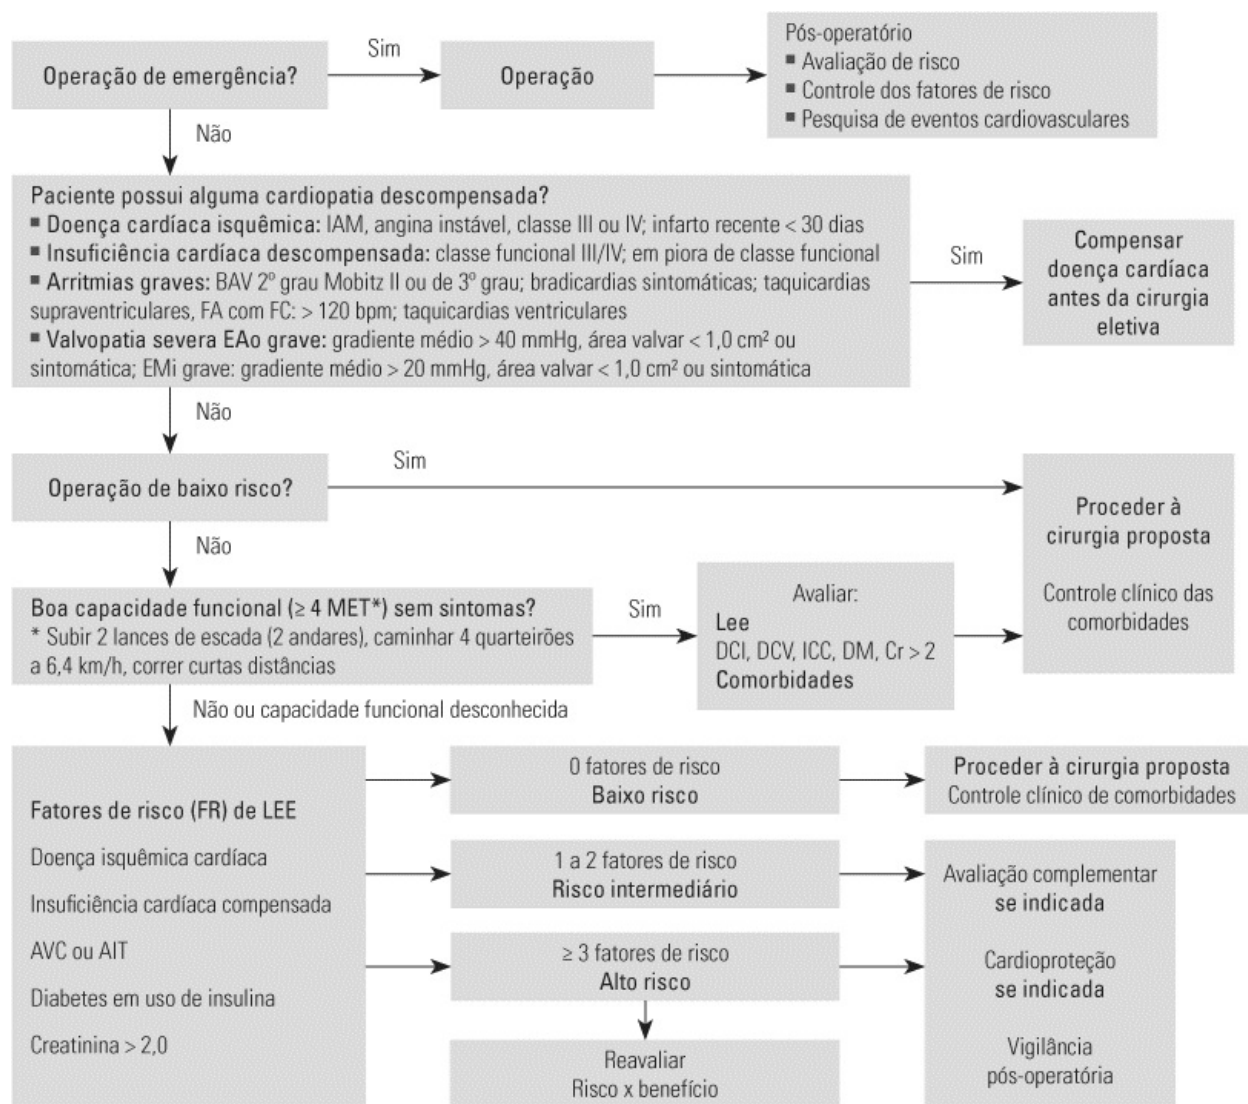 Operação de emergência?
Sim
Operação
Pós-operatório
▪ Avaliação de risco
▪ Controle dos fatores de risco
▪ Pesquisa de eventos cardiovasculares
Não
Paciente possui alguma cardiopatia descompensada?
▪ Doença cardíaca isquêmica: IAM, angina instável, classe III ou IV; infarto recente < 30 dias
▪ Insuficiência cardíaca descompensada: classe funcional III/IV; em piora de classe funcional
▪ Arritmias graves: BAV 2º grau Mobitz II ou de 3º grau; bradicardias sintomáticas; taquicardias
supraventriculares, FA com FC: > 120 bpm; taquicardias ventriculares
▪ Valvopatia severa EAo grave: gradiente médio > 40 mmHg, área valvar < 1,0 cm² ou
sintomática; EMi grave: gradiente médio > 20 mmHg, área valvar < 1,0 cm² ou sintomática
Sim
Compensar
doença cardíaca
antes da cirurgia
eletiva
Não
Operação de baixo risco?
Sim
Proceder à
cirurgia proposta
Controle clínico das
comorbidades
Não
Boa capacidade funcional (≥ 4 MET*) sem sintomas?
* Subir 2 lances de escada (2 andares), caminhar 4 quarteirões
a 6,4 km/h, correr curtas distâncias
Sim
Avaliar:
Lee
DCI, DCV, ICC, DM, Cr > 2
Comorbidades
Não ou capacidade funcional desconhecida
Fatores de risco (FR) de LEE
Doença isquêmica cardíaca
Insuficiência cardíaca compensada
AVC ou AIT
Diabetes em uso de insulina
Creatinina > 2,0
0 fatores de risco
Baixo risco
Proceder à cirurgia proposta
Controle clínico de comorbidades
1 a 2 fatores de risco
Risco intermediário
≥ 3 fatores de risco
Alto risco
Reavaliar
Risco x benefício
Avaliação complementar
se indicada
Cardioproteção
se indicada
Vigilância
pós-operatória